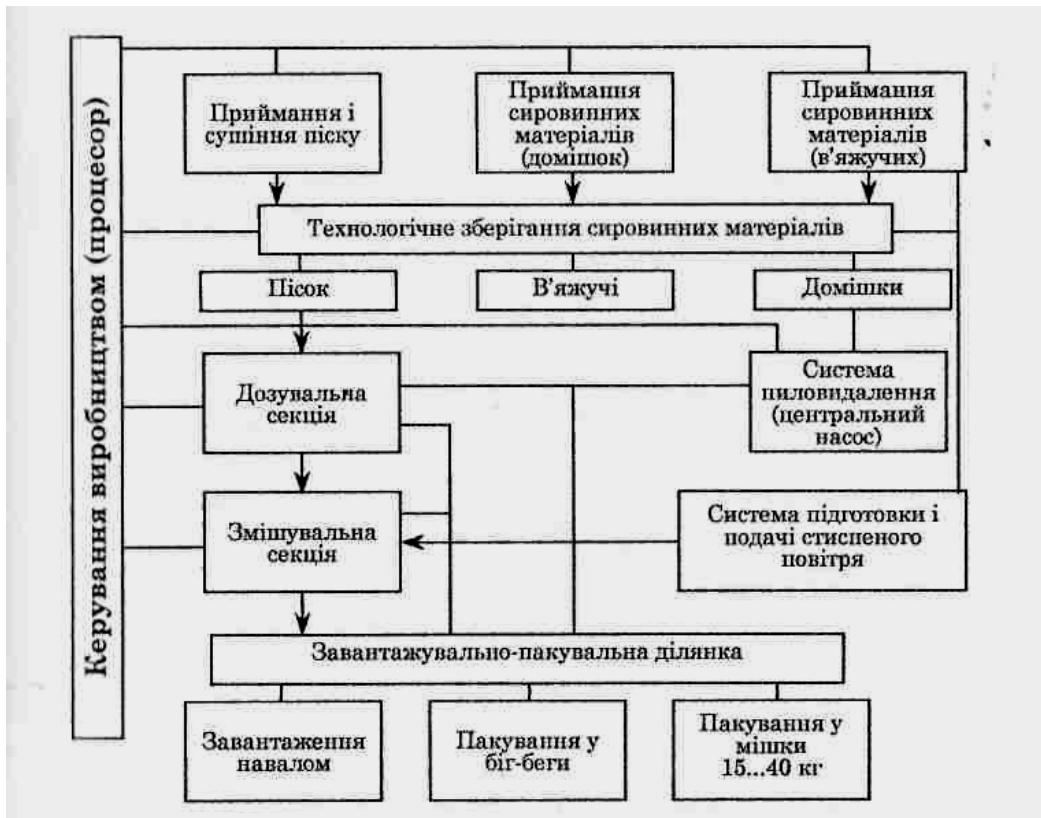 Керування виробництвом (процесор)
Приймання і
сушіння піску
Приймання
сировинних
матеріалів
(домішок)
Приймання
сировинних
матеріалів
(в'яжучих)
Технологічне зберігання сировинних матеріалів
Пісок
В'яжучі
Домішки
Дозувальна
секція
Система
пиловидалення
(центральний
насос)
Змішувальна
секція
Система підготовки і
подачі стиспеного
повітря
Завантажувально-пакувальна ділянка
Завантаження
навалом
Пакування у
біг-беги
Пакування у
мішки
15...40 кг